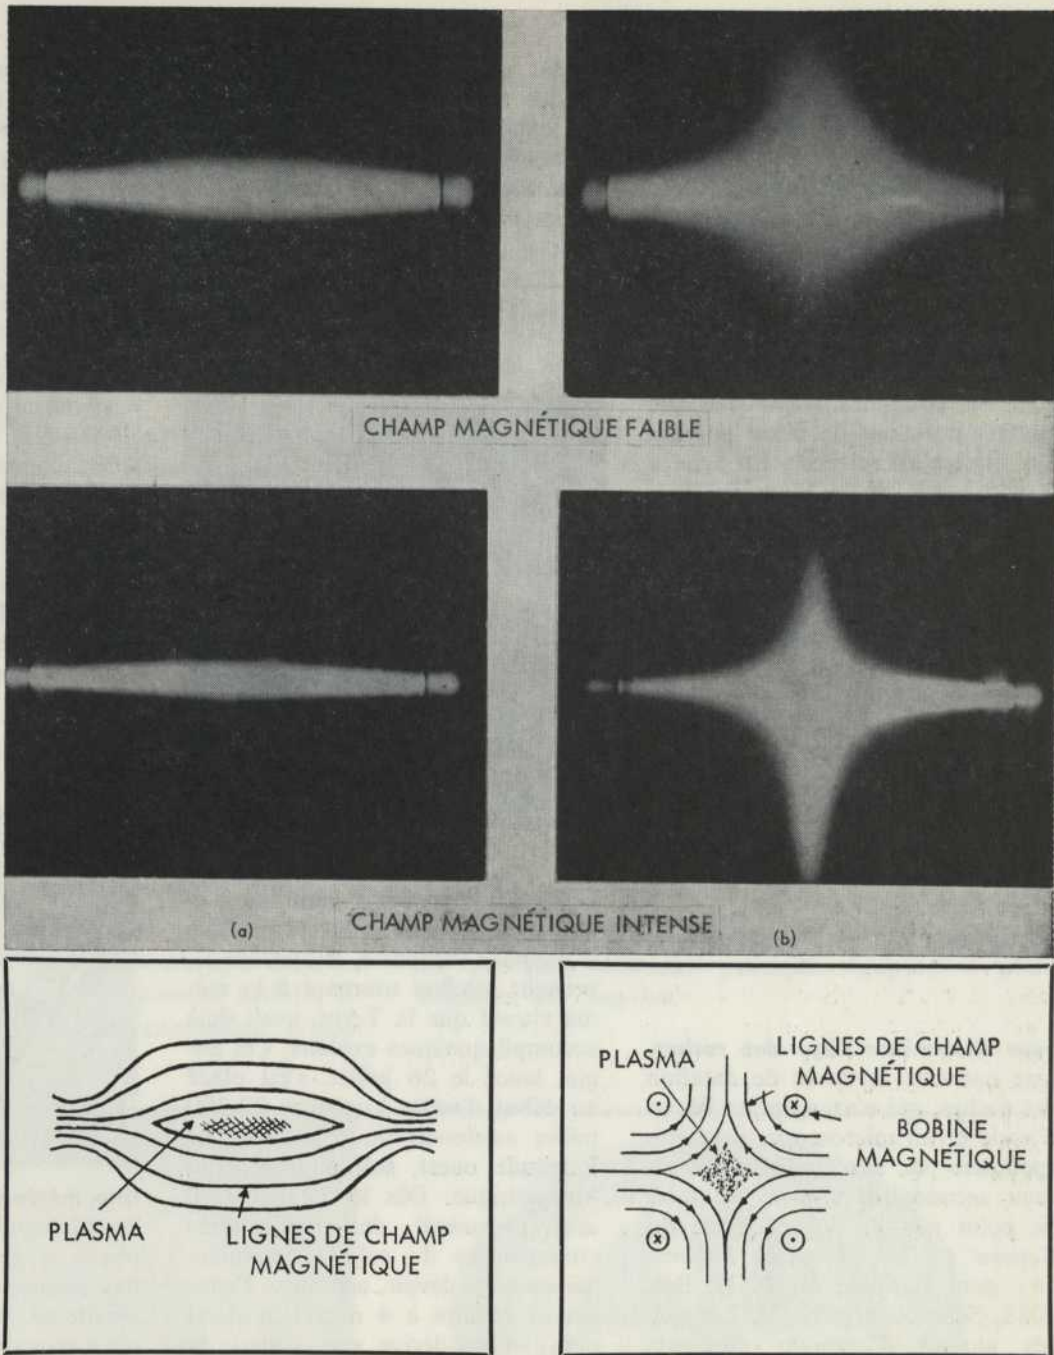 CHAMP MAGNÉTIQUE FAIBLE
(a)
CHAMP MAGNÉTIQUE INTENSE
(b)
PLASMA
LIGNES DE CHAMP
MAGNÉTIQUE
PLASMA
LIGNES DE CHAMP
MAGNÉTIQUE
BOBINE
MAGNÉTIQUE